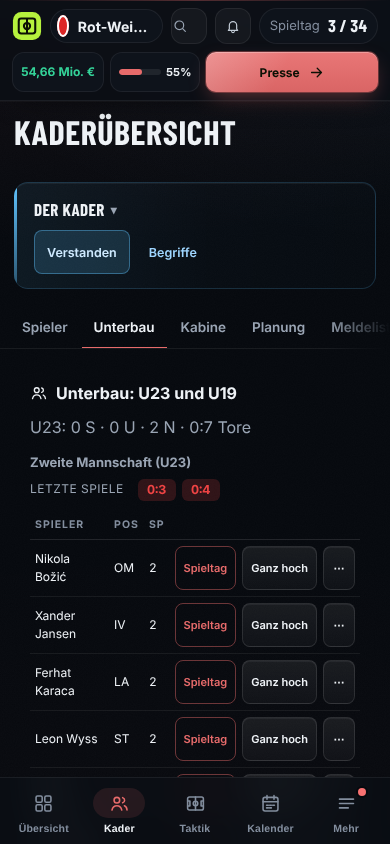 Rot-Wei...
Spieltag 3 / 34
54,66 Mio. €
55%
Presse →
KADERÜBERSICHT
DER KADER ▾
Verstanden
Begriffe
Spieler Unterbau Kabine Planung Meldelis
Unterbau: U23 und U19
U23: 0 S · 0 U · 2 N · 0:7 Tore
Zweite Mannschaft (U23)
LETZTE SPIELE 0:3 0:4
SPIELER POS SP
Nikola
Božić
OM 2 Spieltag Ganz hoch ...
Xander
Jansen
IV 2 Spieltag Ganz hoch ...
Ferhat
Karaca
LA 2 Spieltag Ganz hoch ...
Leon Wyss ST 2 Spieltag Ganz hoch ...
Übersicht Kader Taktik Kalender Mehr